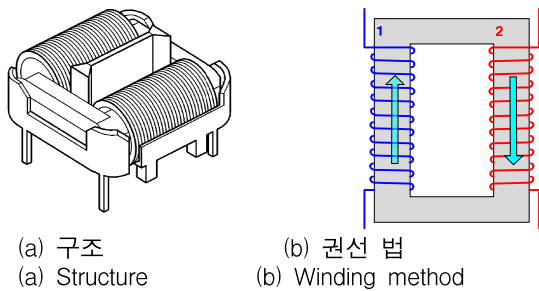 1 2
(a) 구조 (b) 권선 법
(a) Structure (b) Winding method